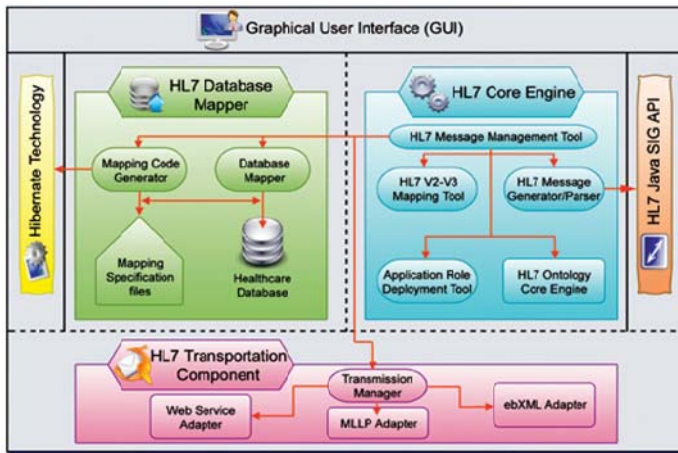 Graphical User Interface (GUI)
Hibernate Technology
HL7 Database
Mapper
Mapping Code
Generator
Database
Mapper
Mapping
Specification
files
Healthcare
Database
HL7 Core Engine
HL7 Message Management Tool
HL7 V2-V3
Mapping Tool
HL7 Message
Generator/Parser
Application Role
Deployment Tool
HL7 Ontology
Core Engine
HL7 Java SIG API
HL7 Transportation
Component
Transmission
Manager
Web Service
Adapter
MLLP Adapter
ebXML Adapter